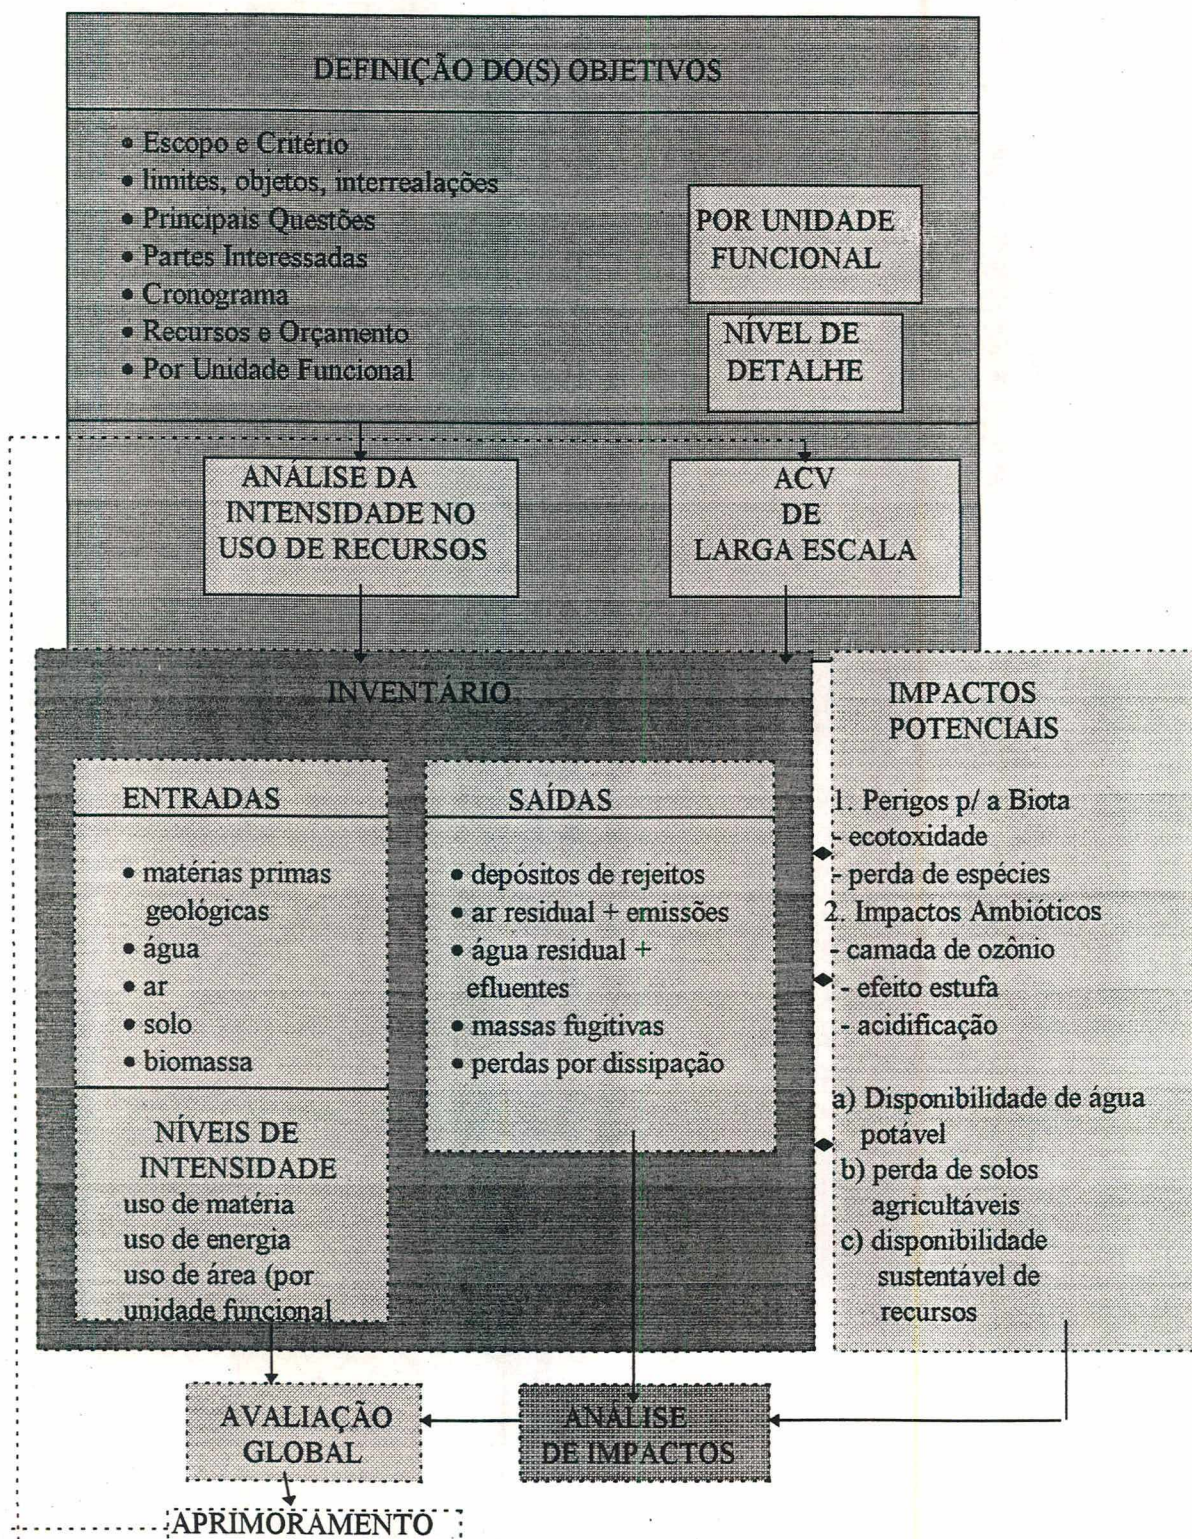 DEFINIÇÃO DO(S) OBJETIVOS
• Escopo e Critério
• limites, objetos, interrealações
• Principais Questões
• Partes Interessadas
• Cronograma
• Recursos e Orçamento
• Por Unidade Funcional
POR UNIDADE
FUNCIONAL
NÍVEL DE
DETALHE
ANÁLISE DA
INTENSIDADE NO
USO DE RECURSOS
ACV
DE
LARGA ESCALA
INVENTÁRIO
ENTRADAS
• matérias primas
geológicas
• água
• ar
• solo
• biomassa
NÍVEIS DE
INTENSIDADE
uso de matéria
uso de energia
uso de área (por
unidade funcional
SAÍDAS
• depósitos de rejeitos
• ar residual + emissões
• água residual +
efluentes
• massas fugitivas
• perdas por dissipação
IMPACTOS
POTENCIAIS
1. Perigos p/ a Biota
- ecotoxidade
- perda de espécies
2. Impactos Ambióticos
- camada de ozônio
- efeito estufa
- acidificação
a) Disponibilidade de água
potável
b) perda de solos
agricultáveis
c) disponibilidade
sustentável de
recursos
AVALIAÇÃO
GLOBAL
ANÁLISE
DE IMPACTOS
APRIMORAMENTO